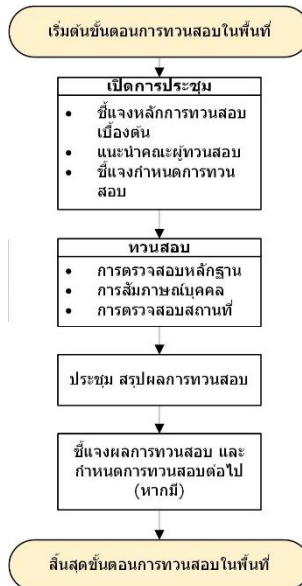 เริ่มต้นขั้นตอนการทวนสอบในพื้นที่
เปิดการประชุม
• ชี้แจงหลักการทวนสอบ
เบื้องต้น
• แนะนำคณะผู้ทวนสอบ
• ชี้แจงกำหนดการทวน
สอบ
ทวนสอบ
• การตรวจสอบหลักฐาน
• การสัมภาษณ์บุคคล
• การตรวจสอบสถานที่
ประชุม สรุปผลการทวนสอบ
ชี้แจงผลการทวนสอบ และ
กำหนดการทวนสอบต่อไป
(หากมี)
สิ้นสุดขั้นตอนการทวนสอบในพื้นที่